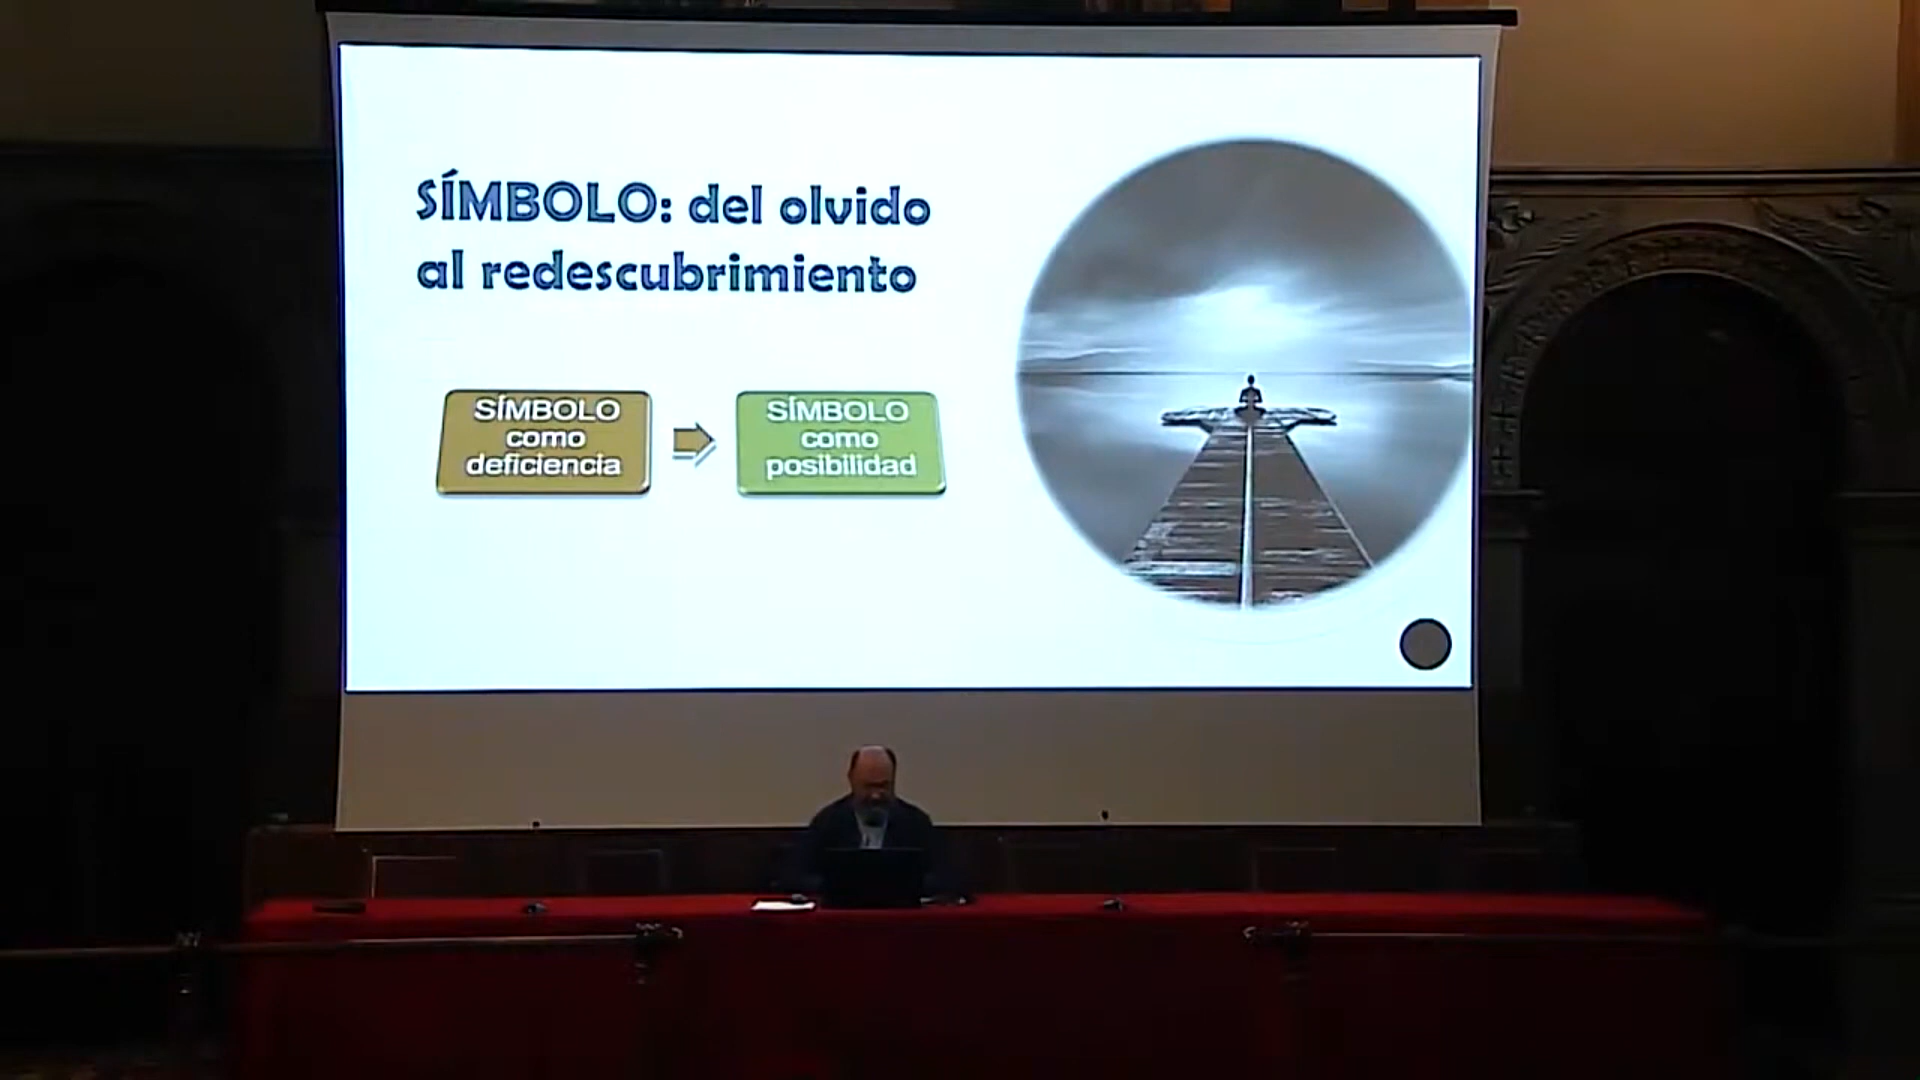 SÍMBOLO: del olvido
al redescubrimiento
SÍMBOLO
como
deficiencia
SÍMBOLO
como
posibilidad